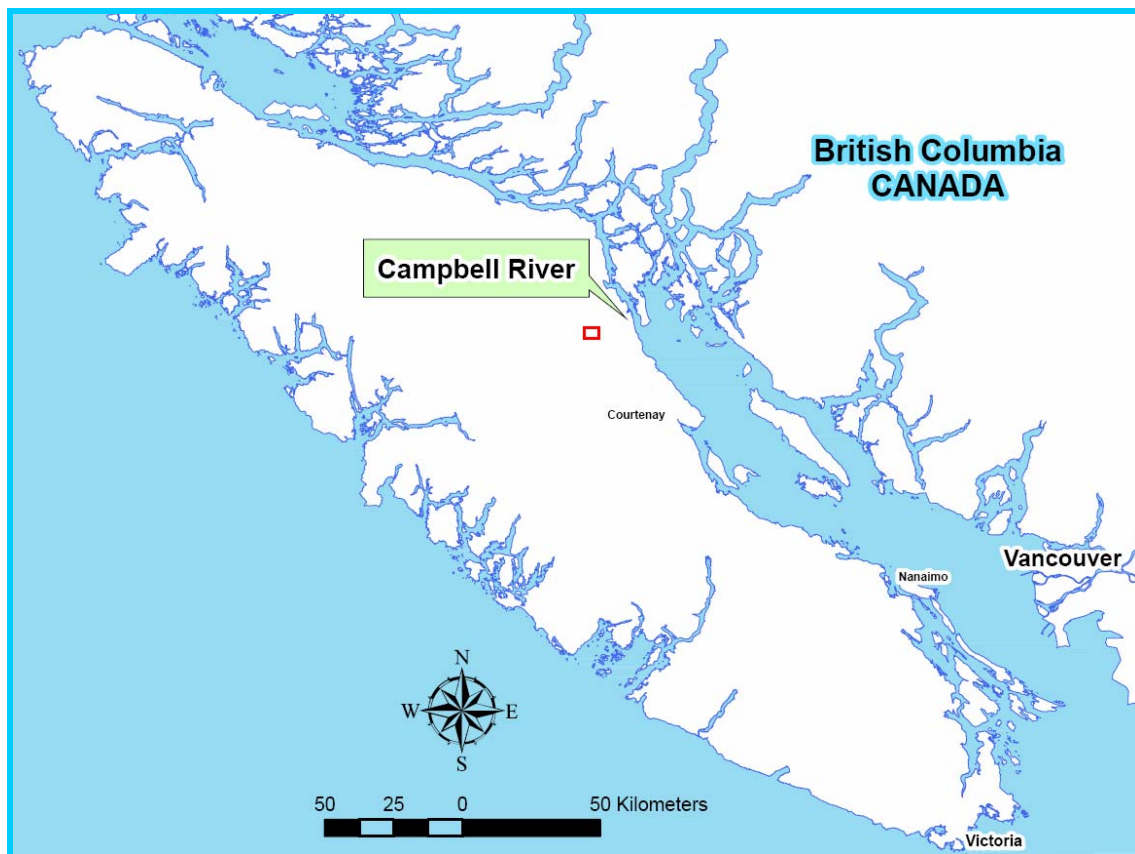 British Columbia
CANADA
Campbell River
Courtenay
Vancouver
Nanaimo
N
W E
S
50 25 0 50 Kilometers
Victoria